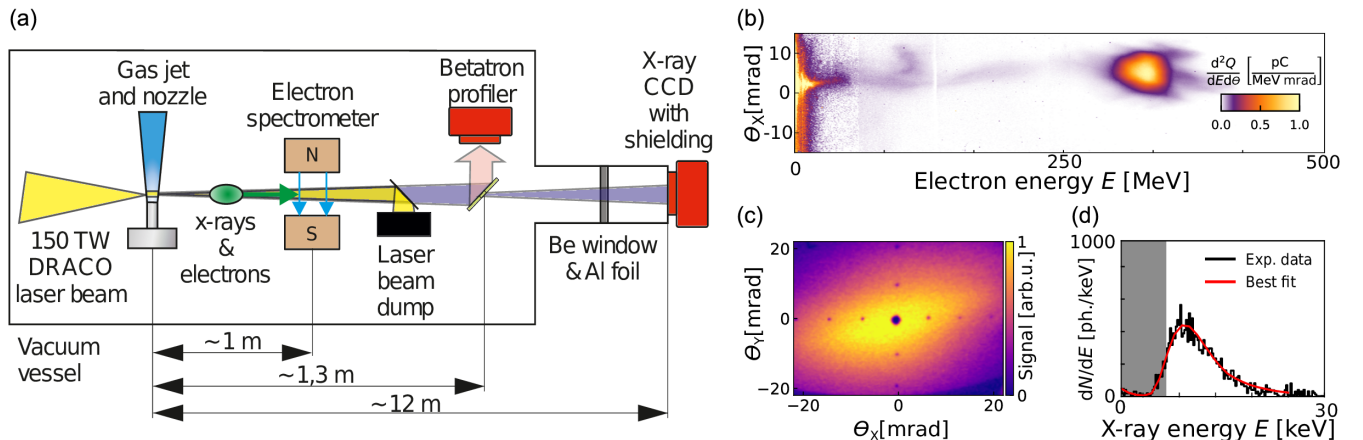 (a)
Gas jet
and nozzle
Electron
spectrometer
Betatron
profiler
X-ray
CCD
with
shielding
N
S
150 TW
DRACO
laser beam
x-rays
&
electrons
Laser
beam
dump
Be window
& Al foil
Vacuum
vessel
~1 m
~1,3 m
~12 m
(b)
Θx[mrad]
10
0
-10
d²Q
dEdθ
[pC
MeV mrad]
0.0 0.5 1.0
0 250 500
Electron energy E [MeV]
(c)
ΘY[mrad]
20
0
−20
−20 0 20
Θx[mrad]
1
0
Signal [arb.u.]
(d)
dN/dE [ph./keV]
1000
0
Exp. data
Best fit
0 30
X-ray energy E [keV]